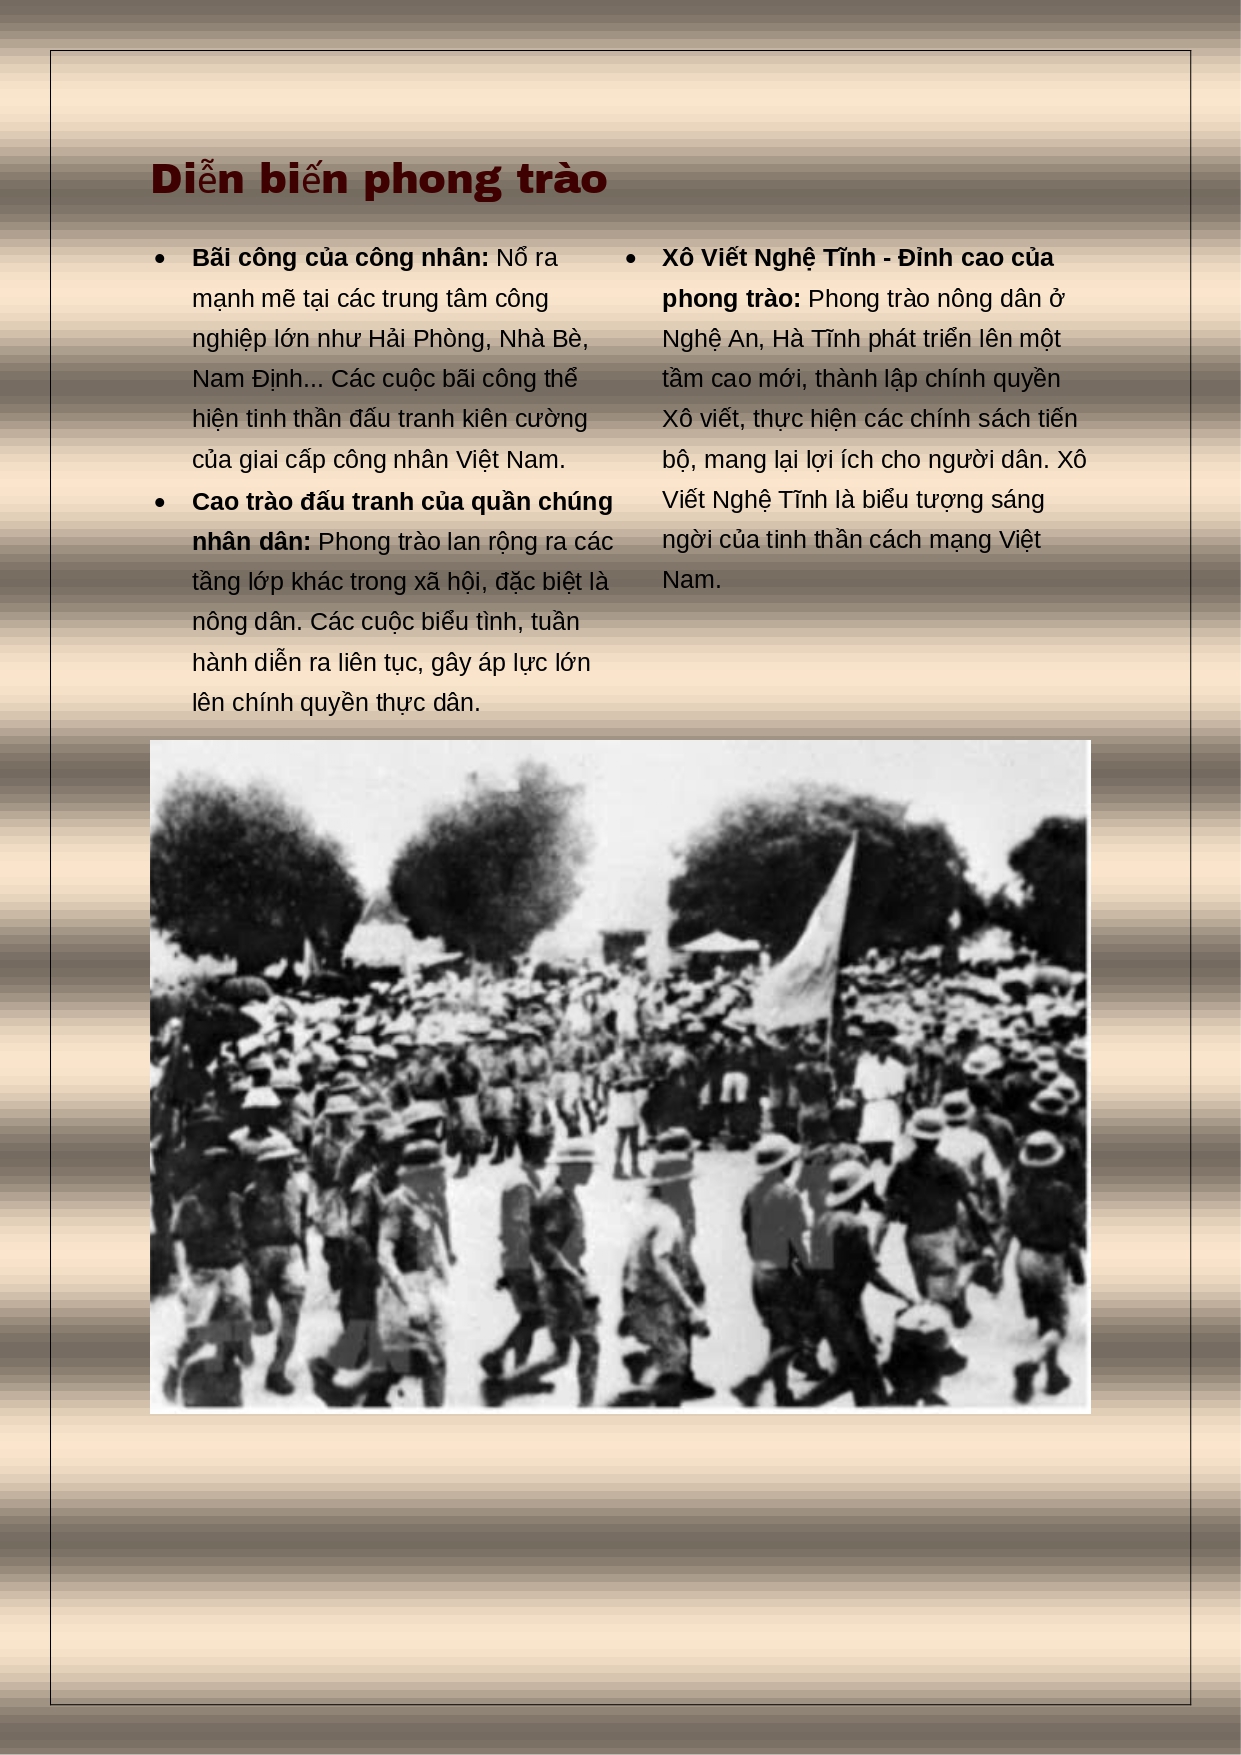 Diễn biến phong trào
Bãi công của công nhân: Nổ ra
mạnh mẽ tại các trung tâm công
nghiệp lớn như Hải Phòng, Nhà Bè,
Nam Định... Các cuộc bãi công thể
hiện tinh thần đấu tranh kiên cường
của giai cấp công nhân Việt Nam.
Cao trào đấu tranh của quần chúng
nhân dân: Phong trào lan rộng ra các
tầng lớp khác trong xã hội, đặc biệt là
nông dân. Các cuộc biểu tình, tuần
hành diễn ra liên tục, gây áp lực lớn
lên chính quyền thực dân.
Xô Viết Nghệ Tĩnh - Đỉnh cao của
phong trào: Phong trào nông dân ở
Nghệ An, Hà Tĩnh phát triển lên một
tầm cao mới, thành lập chính quyền
Xô viết, thực hiện các chính sách tiến
bộ, mang lại lợi ích cho người dân. Xô
Viết Nghệ Tĩnh là biểu tượng sáng
ngời của tinh thần cách mạng Việt
Nam.